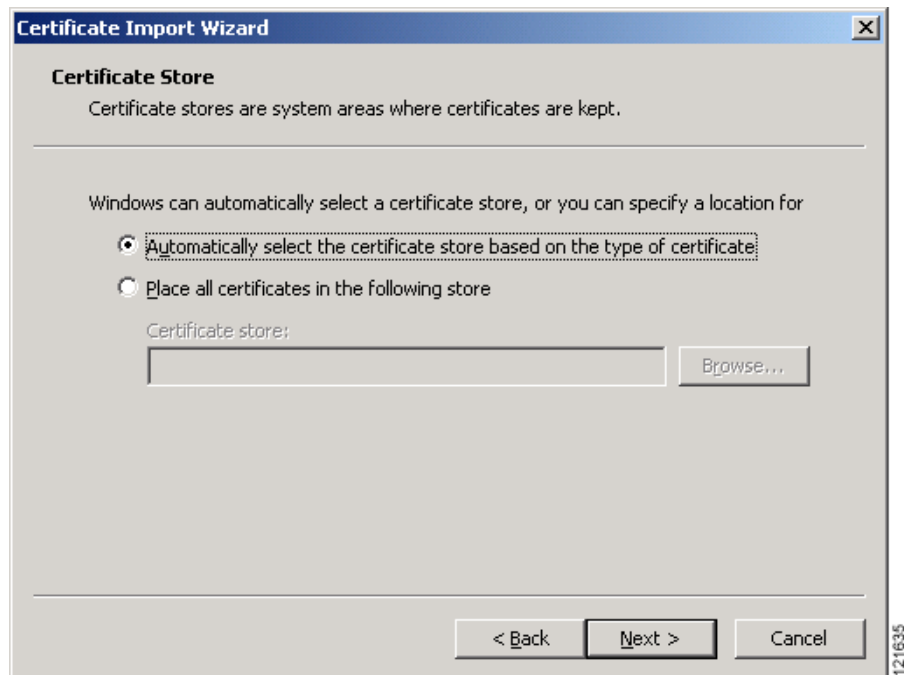 Certificate Import Wizard
Certificate Store
Certificate stores are system areas where certificates are kept.
Windows can automatically select a certificate store, or you can specify a location for
Automatically select the certificate store based on the type of certificate
Place all certificates in the following store
Certificate store:
Browse...
< Back
Next >
Cancel
121635